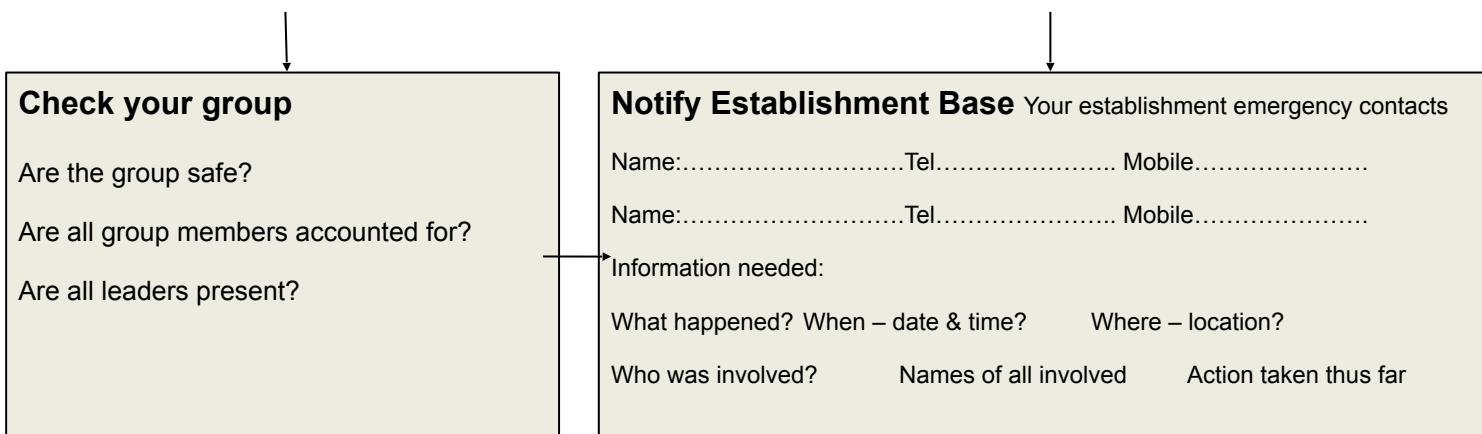 Check your group
Are the group safe?
Are all group members accounted for?
Are all leaders present?
Notify Establishment Base Your establishment emergency contacts
Name:……………………….Tel………………….. Mobile………………….
Name:……………………….Tel………………….. Mobile………………….
Information needed:
What happened? When – date & time? Where – location?
Who was involved? Names of all involved Action taken thus far